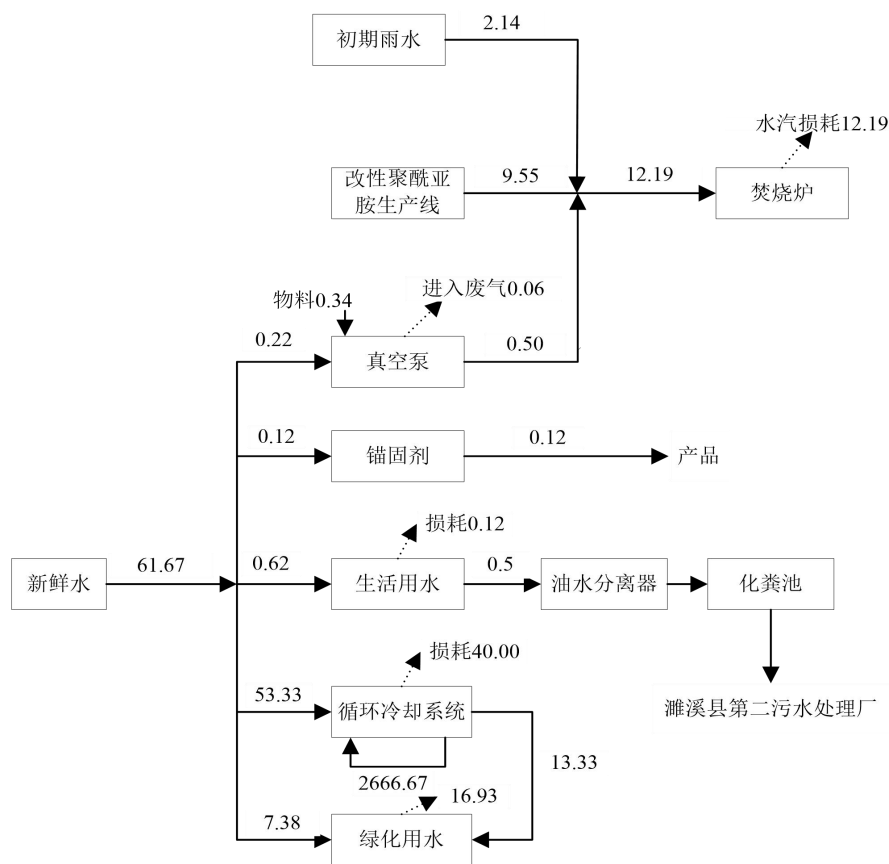 初期雨水
2.14
水汽损耗12.19
改性聚酰亚
胺生产线
9.55
12.19
焚烧炉
物料0.34
进入废气0.06
0.22
真空泵
0.50
0.12
锚固剂
0.12
产品
损耗0.12
新鲜水
61.67
0.62
生活用水
0.5
油水分离器
化粪池
损耗40.00
53.33
循环冷却系统
濉溪县第二污水处理厂
13.33
2666.67
16.93
7.38
绿化用水